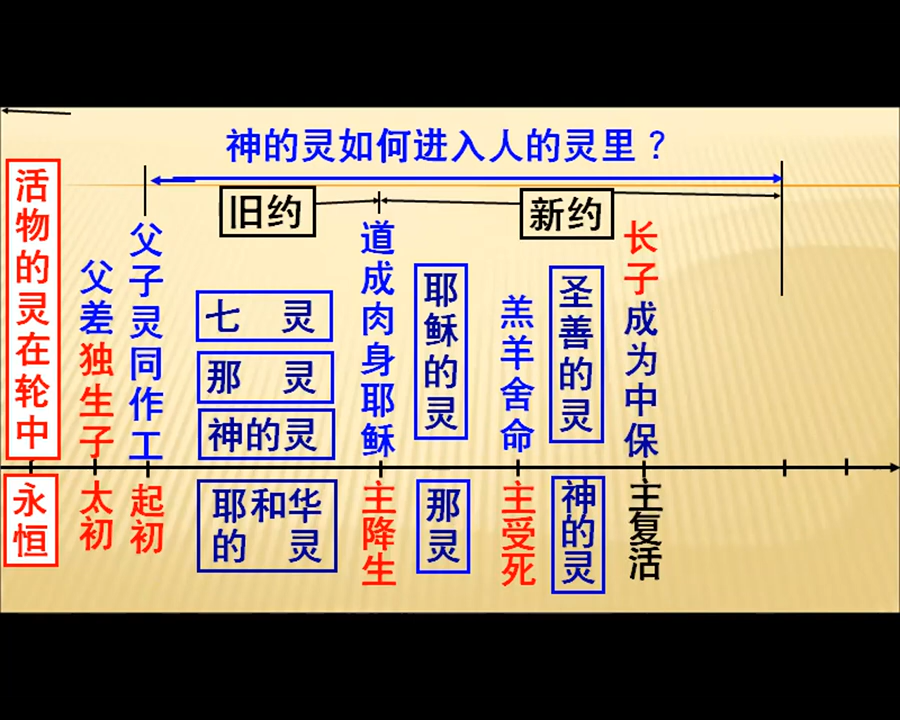 神的灵如何进入人的灵里？
旧约
新约
活物的灵在轮中
父差独生子
父子灵同作工
七 灵
那 灵
神的灵
道成肉身耶稣
耶稣的灵
羔羊舍命
圣善的灵
长子成为中保
永恒
太初
起初
耶和华
的 灵
主降生
那灵
主受死
神的灵
主复活